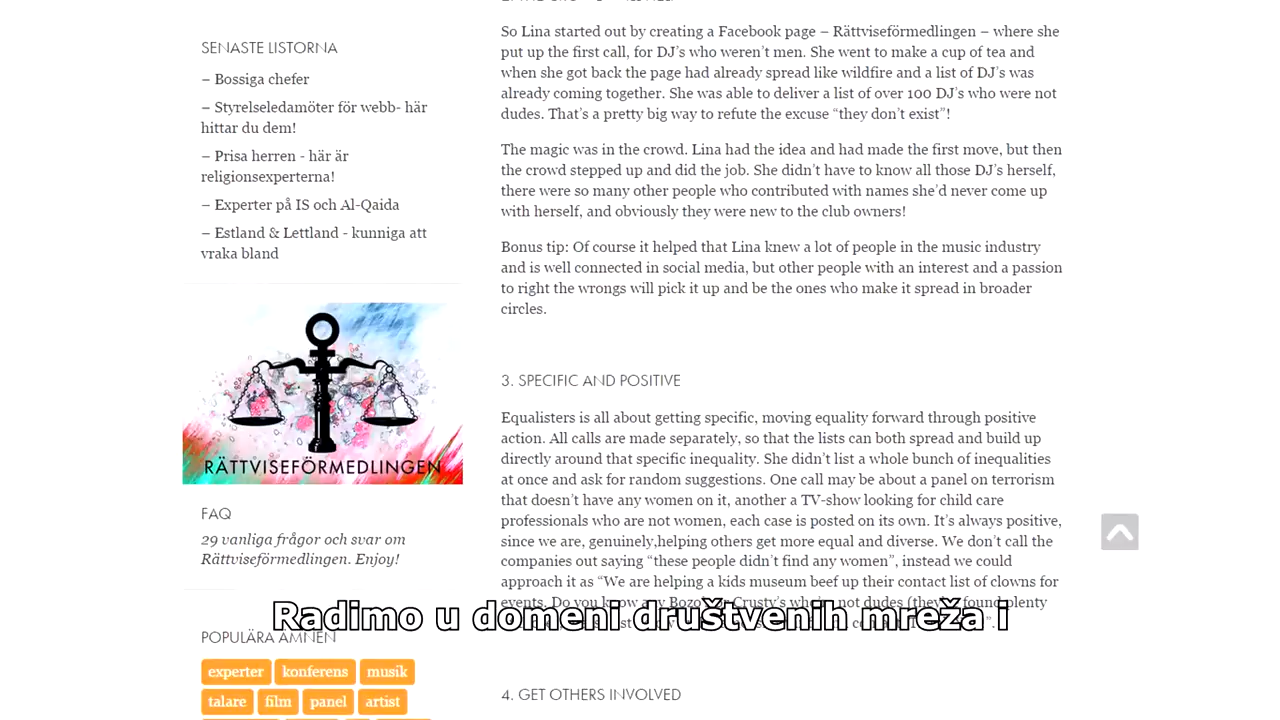 SENASTE LISTORNA
– Bossiga chefer
– Styrelseledamöter för webb- här
hittar du dem!
– Prisa herren - här är
religionsexperterna!
– Experter på IS och Al-Qaida
– Estland & Lettland - kunniga att
vraka bland
RÄTTVISEFÖRMEDLINGEN
FAQ
29 vanliga frågor och svar om
Rättviseförmedlingen. Enjoy!
POPULÄRA ÄMNEN
experter konferens musik
talare film panel artist
So Lina started out by creating a Facebook page – Rättviseförmedlingen – where she
put up the first call, for DJ’s who weren’t men. She went to make a cup of tea and
when she got back the page had already spread like wildfire and a list of DJ’s was
already coming together. She was able to deliver a list of over 100 DJ’s who were not
dudes. That’s a pretty big way to refute the excuse “they don’t exist”!
The magic was in the crowd. Lina had the idea and had made the first move, but then
the crowd stepped up and did the job. She didn’t have to know all those DJ’s herself,
there were so many other people who contributed with names she’d never come up
with herself, and obviously they were new to the club owners!
Bonus tip: Of course it helped that Lina knew a lot of people in the music industry
and is well connected in social media, but other people with an interest and a passion
to right the wrongs will pick it up and be the ones who make it spread in broader
circles.
3. SPECIFIC AND POSITIVE
Equalisters is all about getting specific, moving equality forward through positive
action. All calls are made separately, so that the lists can both spread and build up
directly around that specific inequality. She didn’t list a whole bunch of inequalities
at once and ask for random suggestions. One call may be about a panel on terrorism
that doesn’t have any women on it, another a TV-show looking for child care
professionals who are not women, each case is posted on its own. It’s always positive,
since we are, genuinely,helping others get more equal and diverse. We don’t call the
companies out saying “these people didn’t find any women”, instead we could
approach it as “We are helping a kids museum beef up their contact list of clowns for
events. Do you know any Bozo’s or Crusty’s who’re not dudes (they’ve found plenty
Radimo u domeni društvenih mreža i
4. GET OTHERS INVOLVED